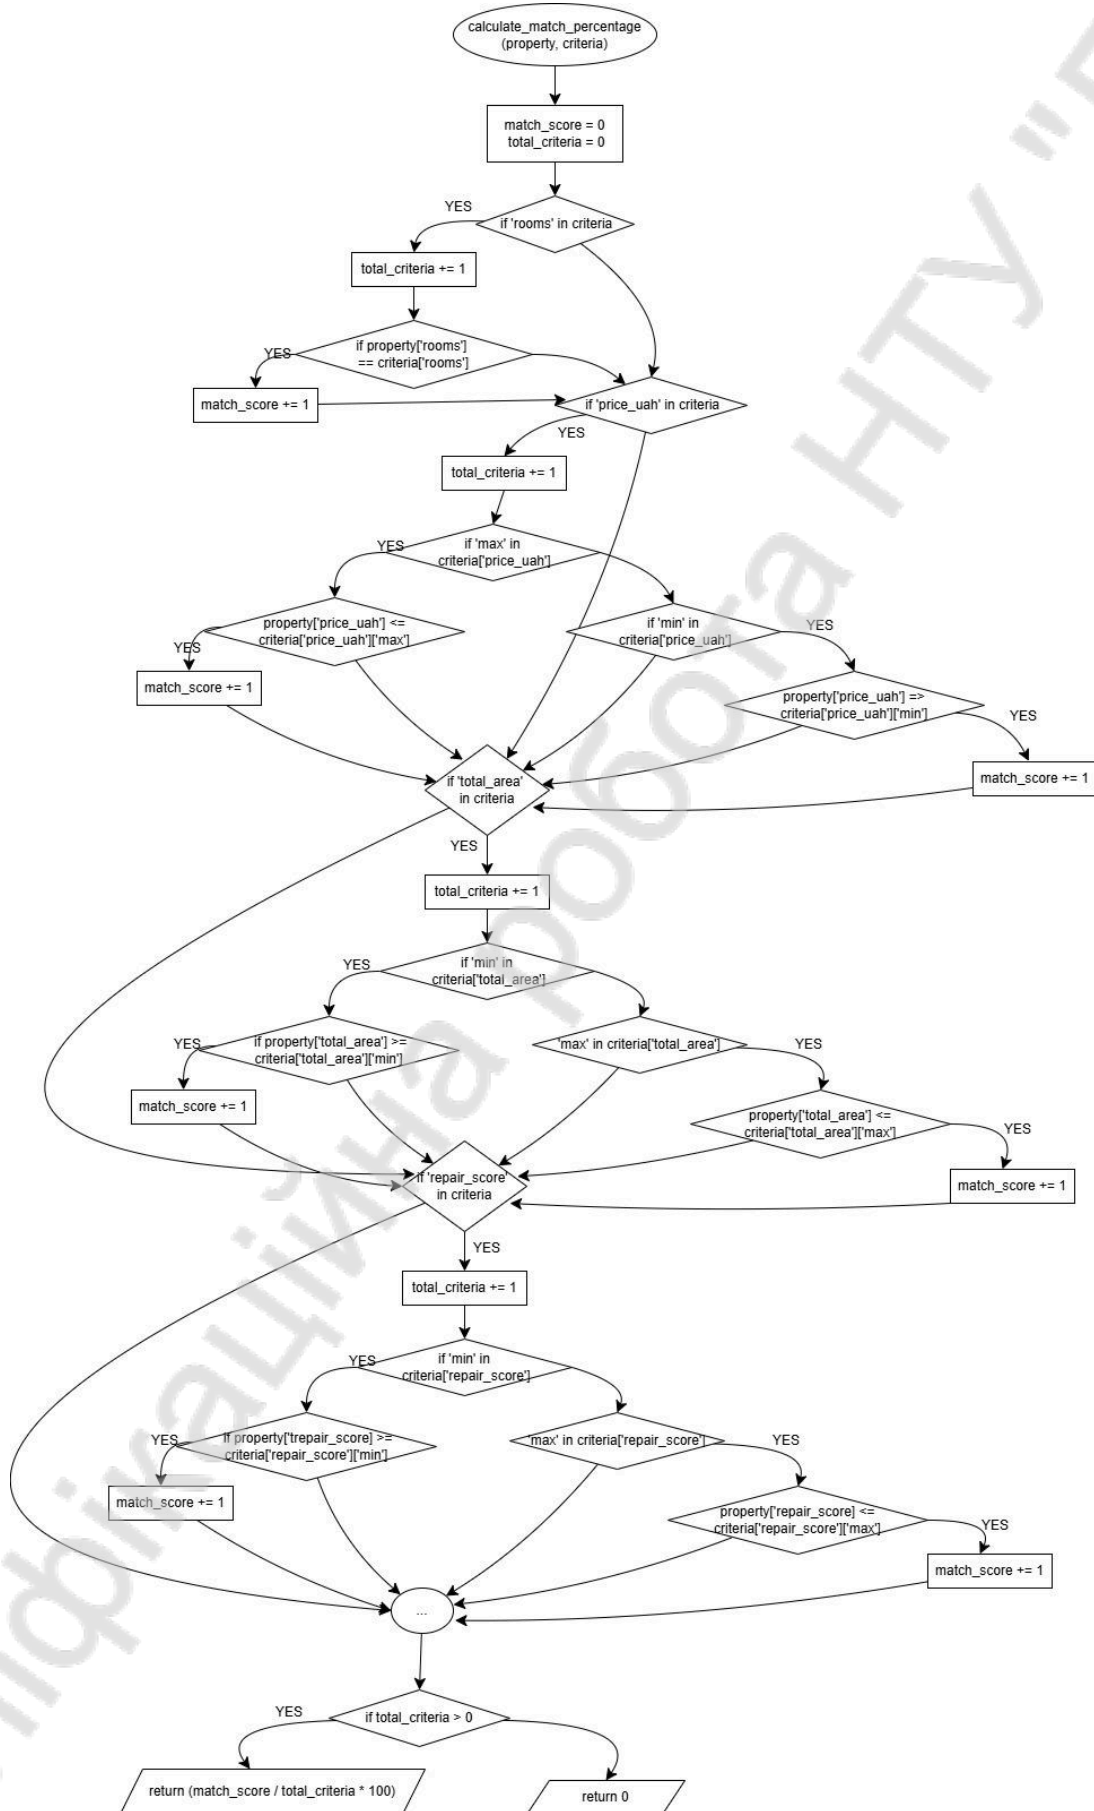 calculate_match_percentage
(property, criteria)
match_score = 0
total_criteria = 0
YES
if 'rooms' in criteria
total_criteria += 1
if property['rooms']
== criteria['rooms']
YES
match_score += 1
if 'price_uah' in criteria
YES
total_criteria += 1
if 'max' in
criteria['price_uah']
YES
property['price_uah'] <=
criteria['price_uah']['max']
YES
match_score += 1
if 'min' in
criteria['price_uah']
YES
property['price_uah'] =>
criteria['price_uah']['min']
YES
match_score += 1
if 'total_area'
in criteria
YES
total_criteria += 1
if 'min' in
criteria['total_area']
YES
if property['total_area'] >=
criteria['total_area']['min']
YES
match_score += 1
'max' in criteria['total_area']
YES
property['total_area'] <=
criteria['total_area']['max']
YES
match_score += 1
if 'repair_score'
in criteria
YES
total_criteria += 1
if 'min' in
criteria['repair_score']
YES
If property['trepair_score] >=
criteria['repair_score']['min']
YES
match_score += 1
'max' in criteria['repair_score']
YES
property['repair_score] <=
criteria['repair_score']['max']
YES
match_score += 1
...
if total_criteria > 0
YES
return (match_score / total_criteria * 100)
return 0
робота НТУ "